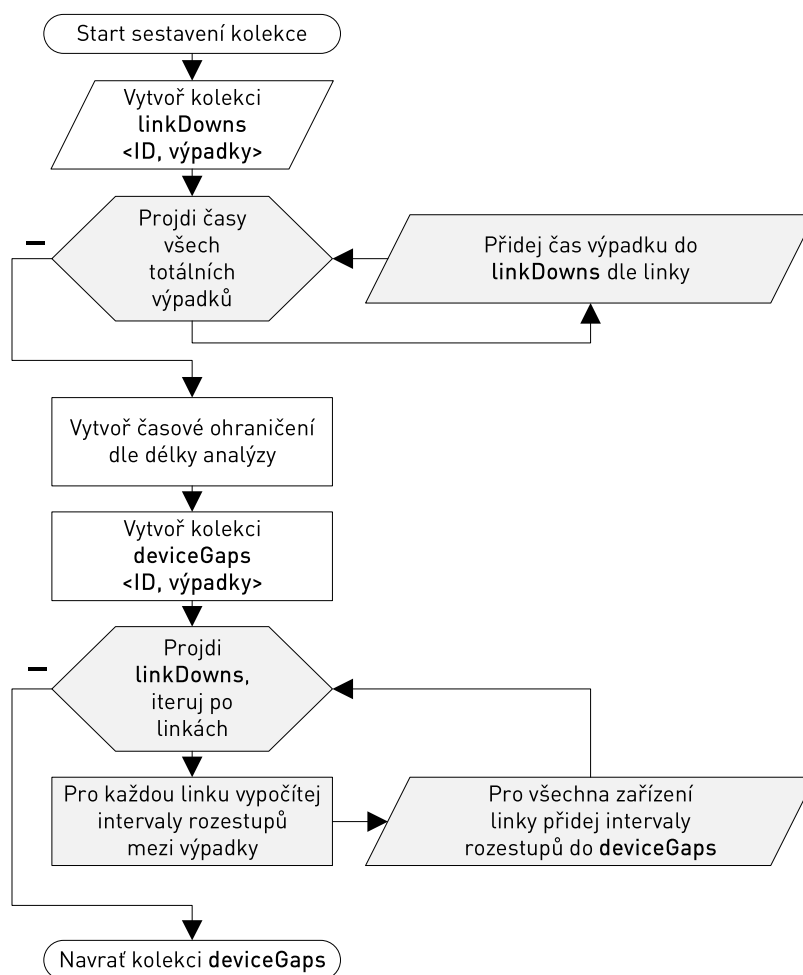 Start sestavení kolekce
Vytvoř kolekci
linkDowns
<ID, výpadky>
Projdi časy
všech
totálních
výpadků
–
Přidej čas výpadku do
linkDowns dle linky
Vytvoř časové ohraničení
dle délky analýzy
Vytvoř kolekci
deviceGaps
<ID, výpadky>
–
Projdi
linkDowns,
iteruj po
linkách
Pro každou linku vypočítej
intervaly rozestupů
mezi výpadky
Pro všechna zařízení
linky přidej intervaly
rozestupů do deviceGaps
Navrať kolekci deviceGaps